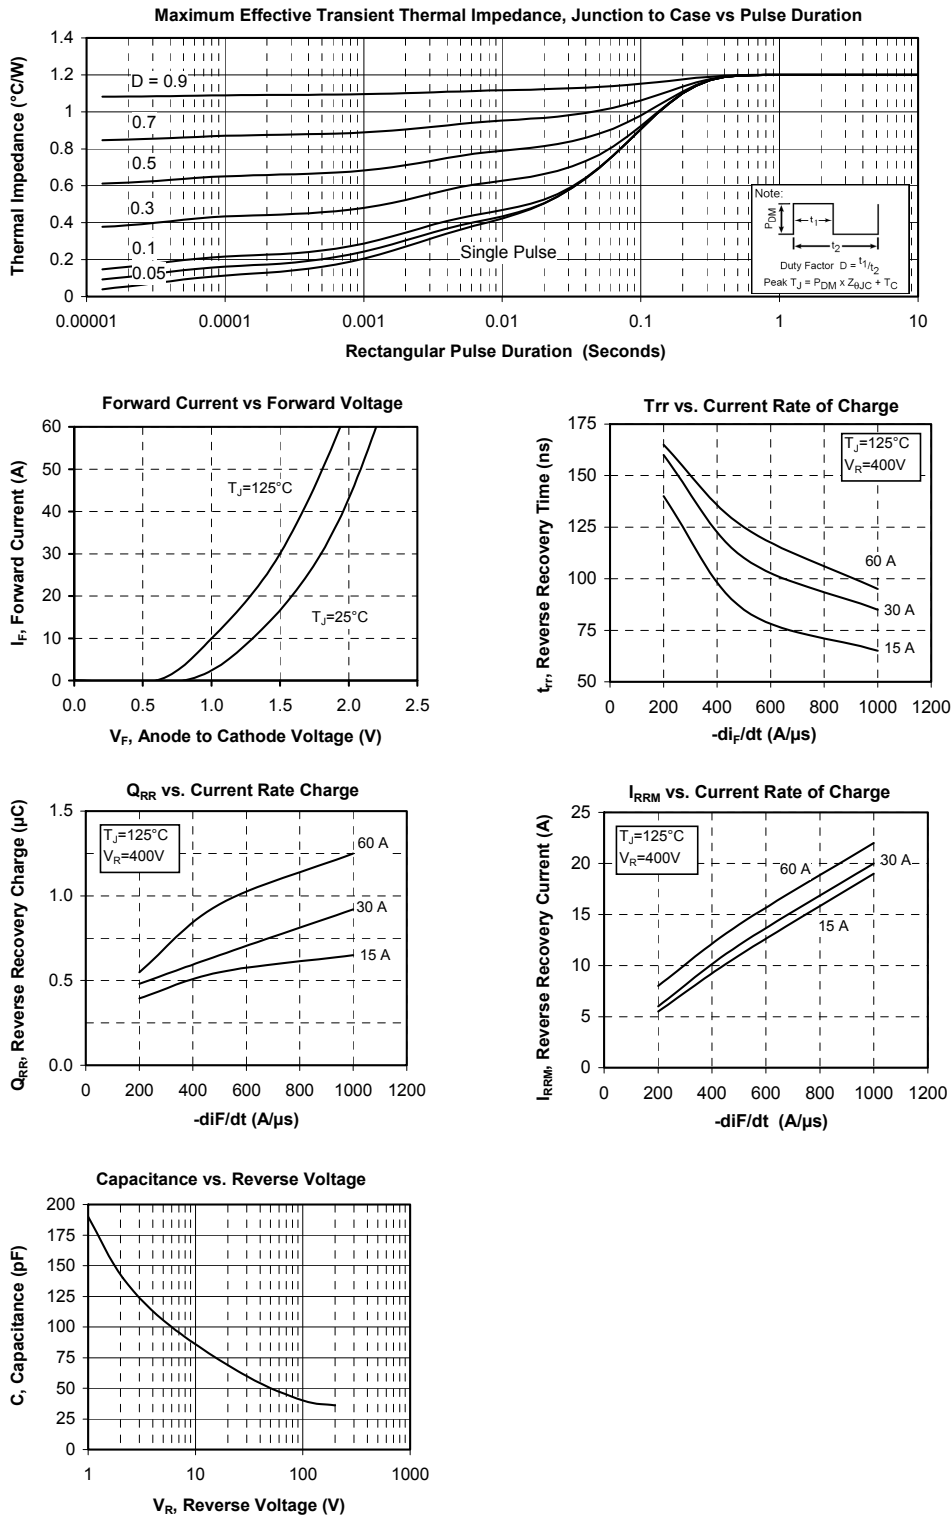 Maximum Effective Transient Thermal Impedance, Junction to Case vs Pulse Duration
Thermal Impedance (°C/W)
1.4
1.2
1
0.8
0.6
0.4
0.2
0
D = 0.9
0.7
0.5
0.3
0.1
0.05
Single Pulse
Note:
PDM
t1
t2
Duty Factor D = t1/t2
Peak TJ = PDM x ZθJC + TC
0.00001 0.0001 0.001 0.01 0.1 1 10
Rectangular Pulse Duration (Seconds)
Forward Current vs Forward Voltage
IF, Forward Current (A)
60
50
40
30
20
10
0
TJ=125°C
TJ=25°C
0.0 0.5 1.0 1.5 2.0 2.5
VF, Anode to Cathode Voltage (V)
Trr vs. Current Rate of Charge
trr, Reverse Recovery Time (ns)
175
150
125
100
75
50
TJ=125°C
VR=400V
60 A
30 A
15 A
0 200 400 600 800 1000 1200
-diF/dt (A/µs)
QRR vs. Current Rate Charge
QRR, Reverse Recovery Charge (µC)
1.5
1.0
0.5
0.0
TJ=125°C
VR=400V
60 A
30 A
15 A
0 200 400 600 800 1000 1200
-diF/dt (A/µs)
IRRM vs. Current Rate of Charge
IRRM, Reverse Recovery Current (A)
25
20
15
10
5
0
TJ=125°C
VR=400V
60 A
30 A
15 A
0 200 400 600 800 1000 1200
-diF/dt (A/µs)
Capacitance vs. Reverse Voltage
C, Capacitance (pF)
200
175
150
125
100
75
50
25
0
1 10 100 1000
VR, Reverse Voltage (V)